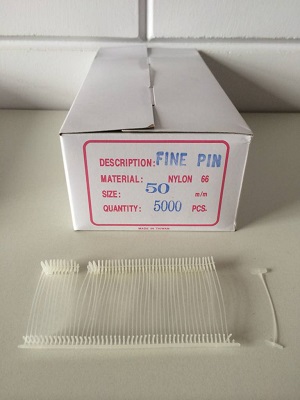 DESCRIPTION: FINE PIN
MATERIAL: NYLON 66
SIZE: 50 m/m
QUANTITY: 5000 PCS.
MADE IN TAIWAN